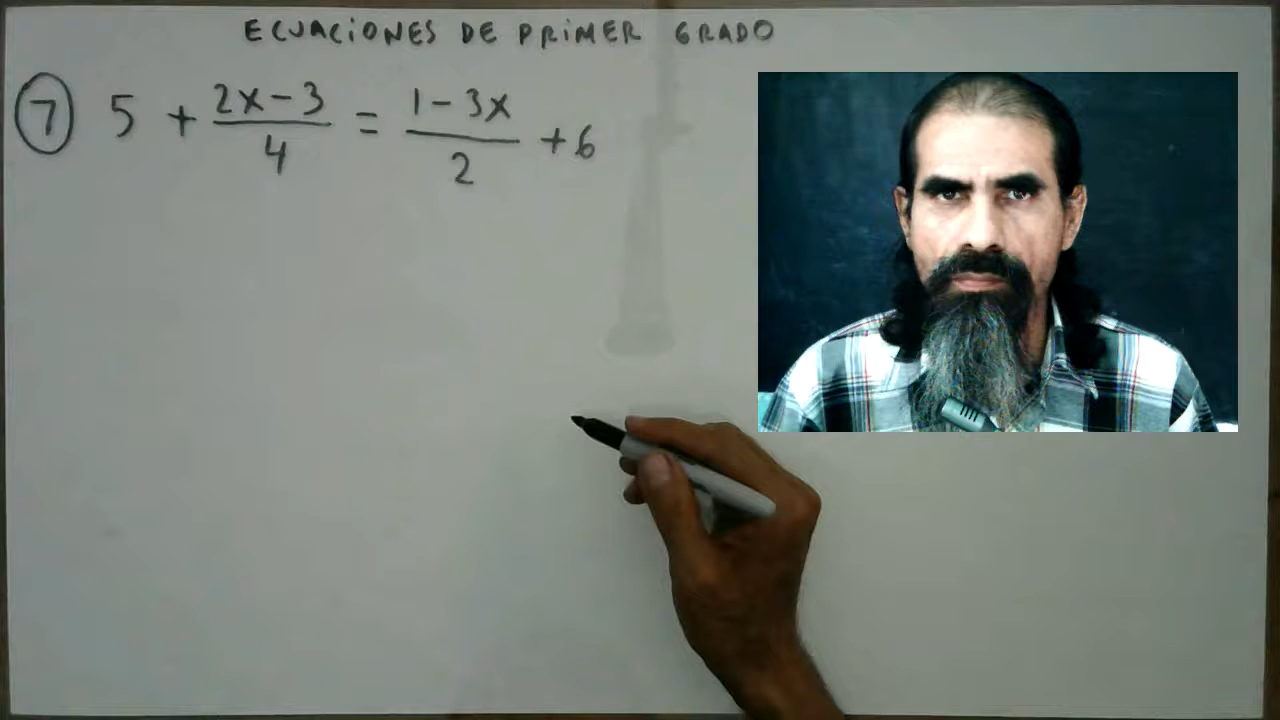 ECUACIONES DE PRIMER GRADO
7 5 + 2x - 3 / 4 = 1 - 3x / 2 + 6